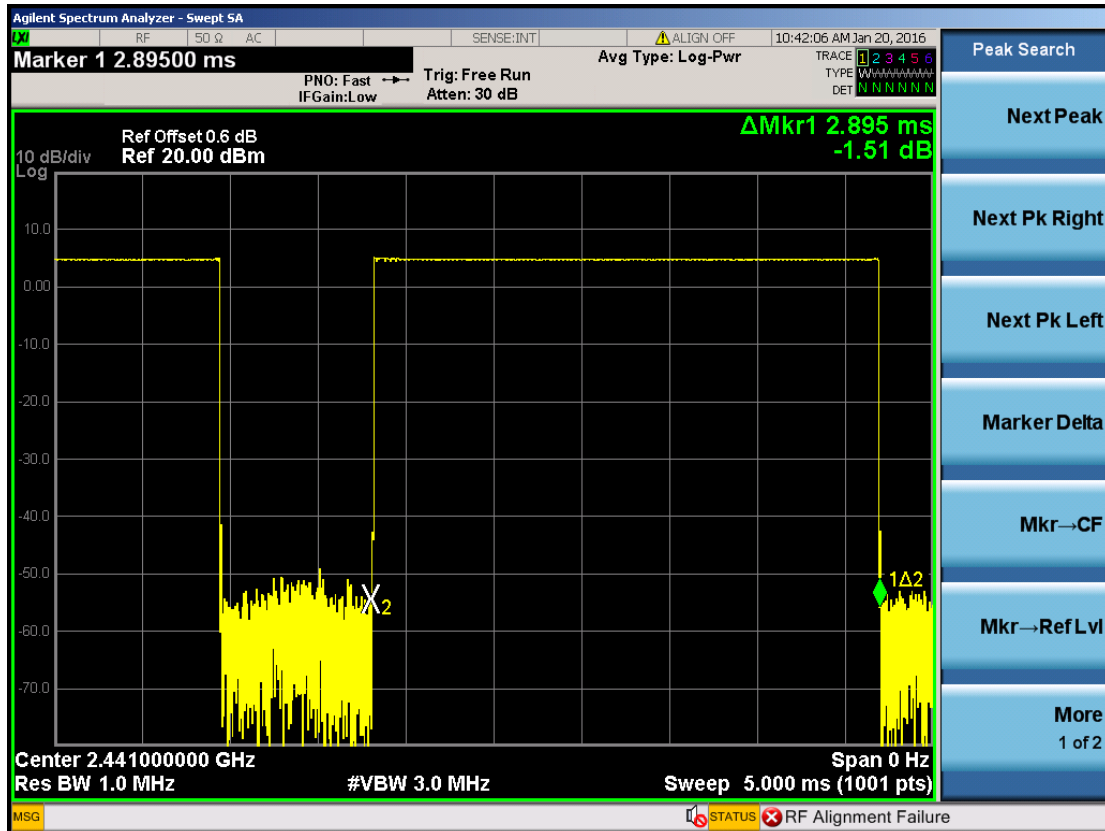 Agilent Spectrum Analyzer - Swept SA
LXI RF 50 Ω AC SENSE:INT ALIGN OFF 10:42:06 AM Jan 20, 2016
Marker 1 2.89500 ms
PNO: Fast
IFGain:Low
Trig: Free Run
Atten: 30 dB
Avg Type: Log-Pwr
TRACE 1 2 3 4 5 6
TYPE W
DET N N N N N N
ΔMkr1 2.895 ms
-1.51 dB
Ref Offset 0.6 dB
10 dB/div Ref 20.00 dBm
Log
10.0
0.00
-10.0
-20.0
-30.0
-40.0
-50.0
-60.0
-70.0
2
1Δ2
Center 2.441000000 GHz Span 0 Hz
Res BW 1.0 MHz #VBW 3.0 MHz Sweep 5.000 ms (1001 pts)
MSG STATUS RF Alignment Failure
Peak Search
Next Peak
Next Pk Right
Next Pk Left
Marker Delta
Mkr→CF
Mkr→Ref Lvl
More
1 of 2